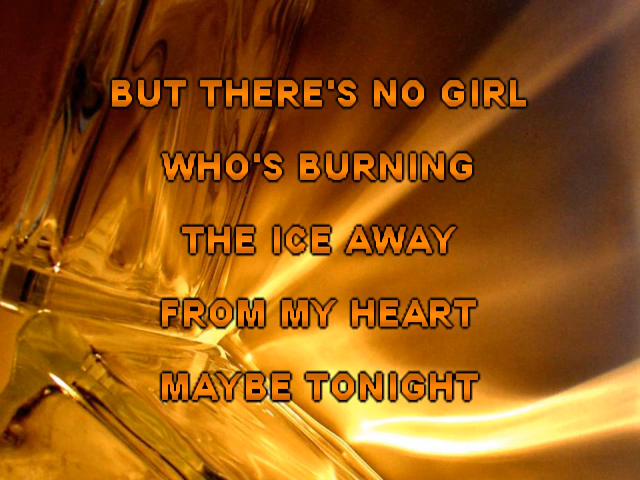 BUT THERE'S NO GIRL
WHO'S BURNING
THE ICE AWAY
FROM MY HEART
MAYBE TONIGHT